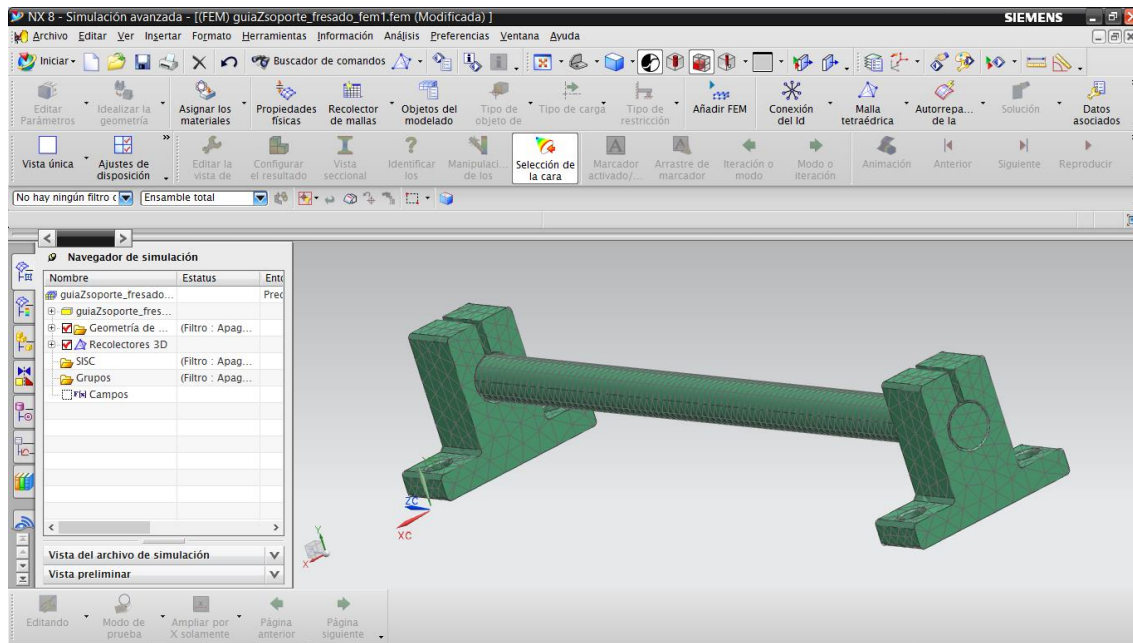 NX 8 - Simulación avanzada - [(FEM) guiaZsoporte_fresado_fem1.fem (Modificada) ]
SIEMENS
Archivo Editar Ver Insertar Formato Herramientas Información Análisis Preferencias Ventana Ayuda
Iniciar
Buscador de comandos
Editar Parámetros
Idealizar la geometría
Asignar los materiales
Propiedades físicas
Recolector de mallas
Objetos del modelado
Tipo de objeto de
Tipo de carga
Tipo de restricción
Añadir FEM
Conexión del Id
Malla tetraédrica
Autorrepa... de la
Solución
Datos asociados
Vista única
Ajustes de disposición
Editar la vista de
Configurar el resultado
Vista seccional
Identificar los
Manipulaci... de los
Selección de la cara
Marcador activado/...
Arrastre de marcador
Iteración o modo
Modo o iteración
Animación
Anterior
Siguiente
Reproducir
No hay ningún filtro c
Ensamble total
Navegador de simulación
Nombre Estatus Ento
guiaZsoporte_fresado... Prec
guiaZsoporte_fres...
Geometría de ... (Filtro : Apag...
Recolectores 3D
SISC (Filtro : Apag...
Grupos (Filtro : Apag...
Campos
Vista del archivo de simulación
Vista preliminar
ZC
XC
Y
X
Editando
Modo de prueba
Ampliar por X solamente
Página anterior
Página siguiente